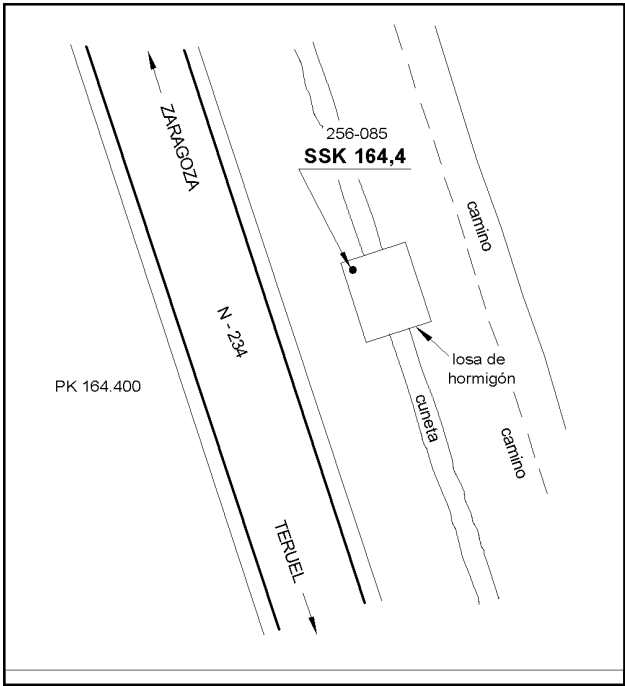 ZARAGOZA
256-085
SSK 164,4
camino
N - 234
losa de
hormigón
PK 164.400
cuneta
camino
TERUEL